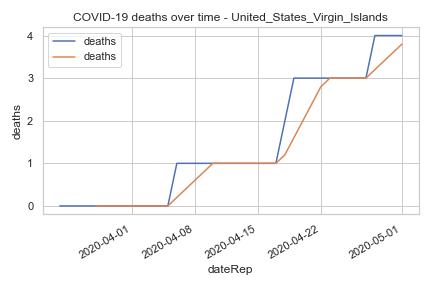 COVID-19 deaths over time - United_States_Virgin_Islands
deaths
deaths
4
3
2
1
0
deaths
2020-04-01
2020-04-08
2020-04-15
2020-04-22
2020-05-01
dateRep